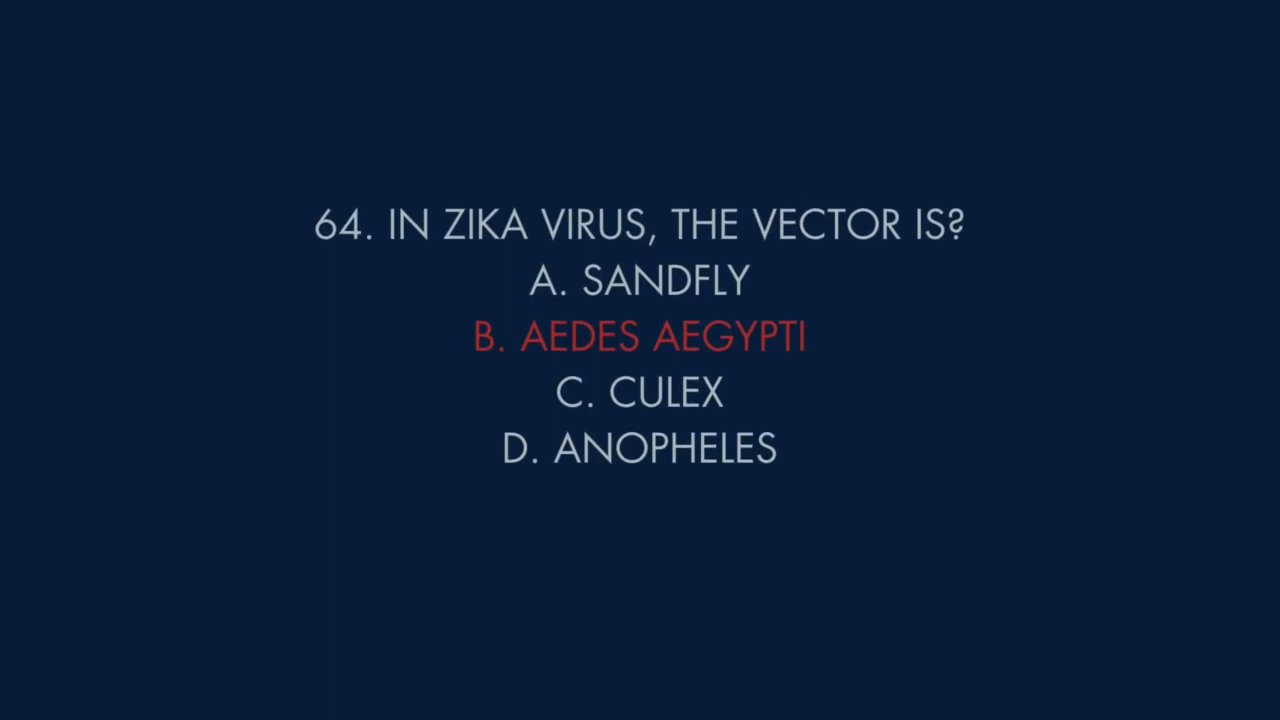 64. IN ZIKA VIRUS, THE VECTOR IS?
A. SANDFLY
B. AEDES AEGYPTI
C. CULEX
D. ANOPHELES